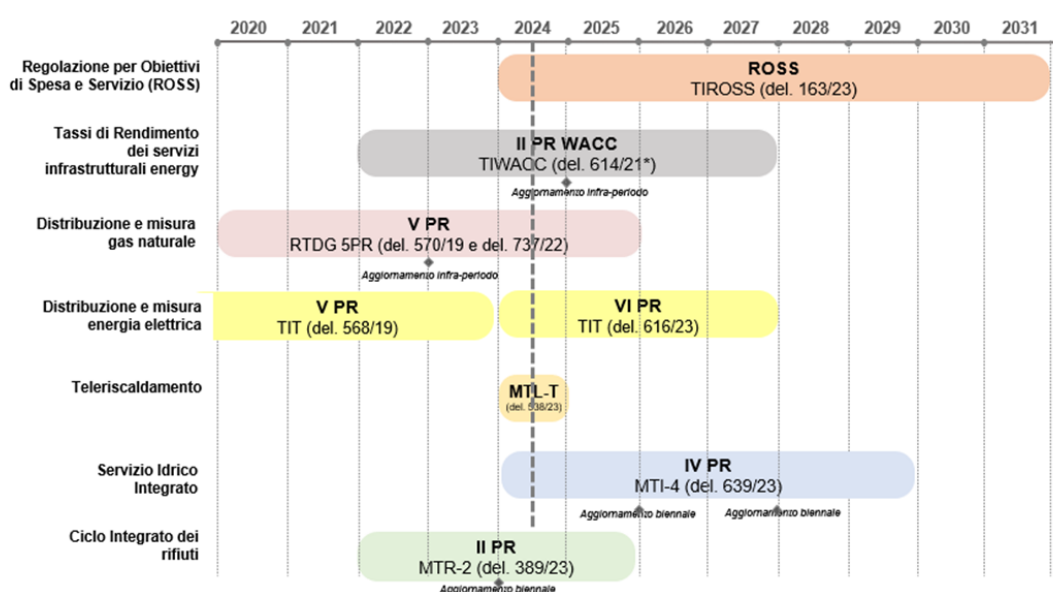 2020 2021 2022 2023 2024 2025 2026 2027 2028 2029 2030 2031
Regolazione per Obiettivi
di Spesa e Servizio (ROSS)
ROSS
TIROSS (del. 163/23)
Tassi di Rendimento
dei servizi
infrastrutturali energy
II PR WACC
TIWACC (del. 614/21*)
Aggiornamento infra-periodo
Distribuzione e misura
gas naturale
V PR
RTDG 5PR (del. 570/19 e del. 737/22)
Aggiornamento infra-periodo
Distribuzione e misura
energia elettrica
V PR
TIT (del. 568/19)
VI PR
TIT (del. 616/23)
Teleriscaldamento
MTL-T
(del. 638/23)
Servizio Idrico
Integrato
IV PR
MTI-4 (del. 639/23)
Aggiornamento biennale
Aggiornamento biennale
Ciclo Integrato dei
rifiuti
II PR
MTR-2 (del. 389/23)
Aggiornamento biennale